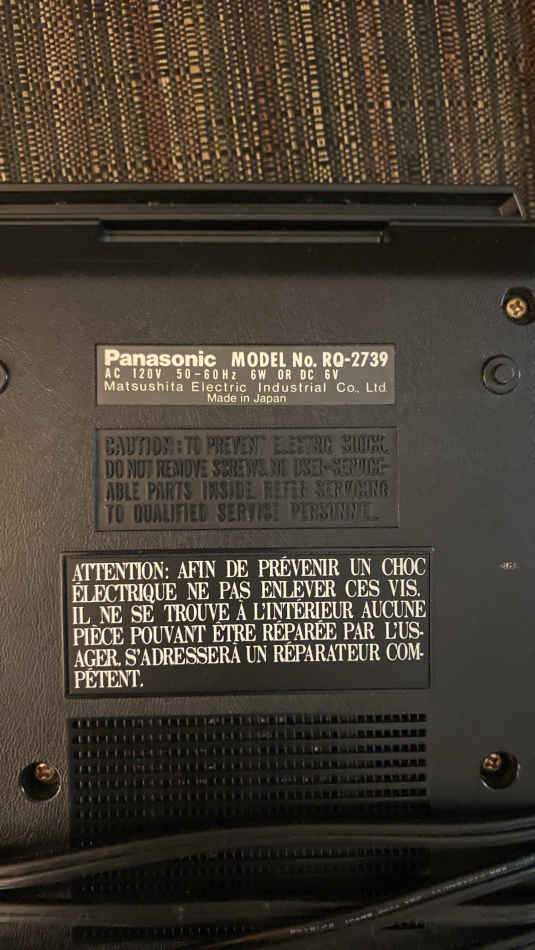 Panasonic MODEL No. RQ-2739
AC 120V 50-60Hz 6W OR DC 6V
Matsushita Electric Industrial Co., Ltd.
Made in Japan
CAUTION: TO PREVENT ELECTRIC SHOCK,
DO NOT REMOVE SCREWS. NO USER-SERVICE-
ABLE PARTS INSIDE. REFER SERVICING
TO QUALIFIED SERVICE PERSONNEL.
ATTENTION: AFIN DE PRÉVENIR UN CHOC
ÉLECTRIQUE NE PAS ENLEVER CES VIS.
IL NE SE TROUVE À L'INTÉRIEUR AUCUNE
PIÈCE POUVANT ÊTRE RÉPARÉE PAR L'US-
AGER. S'ADRESSERÀ UN RÉPARATEUR COM-
PÉTENT.